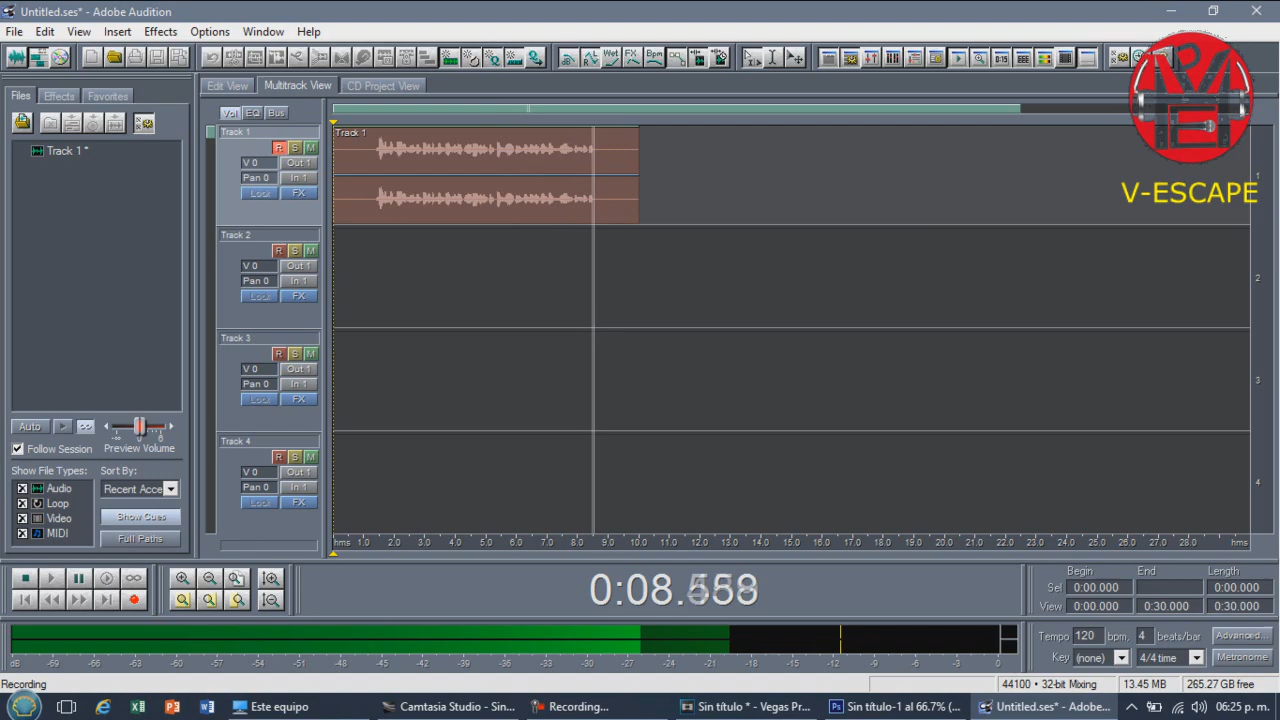 Untitled.ses* - Adobe Audition
File Edit View Insert Effects Options Window Help
Wet FX Bpm 0:15
Edit View Multitrack View CD Project View
Files Effects Favorites
Vol EQ Bus
Track 1 *
Track 1
R S M
V 0 Out 1
Pan 0 In 1
Lock FX
Track 1
1
V-ESCAPE
Track 2
R S M
V 0 Out 1
Pan 0 In 1
Lock FX
2
Track 3
R S M
V 0 Out 1
Pan 0 In 1
Lock FX
3
Track 4
R S M
V 0 Out 1
Pan 0 In 1
Lock FX
4
Auto
-∞ 0 6
Follow Session Preview Volume
Show File Types: Sort By:
Audio
Loop
Video
MIDI
Recent Acce
Show Cues
Full Paths
hms 1.0 2.0 3.0 4.0 5.0 6.0 7.0 8.0 9.0 10.0 11.0 12.0 13.0 14.0 15.0 16.0 17.0 18.0 19.0 20.0 21.0 22.0 23.0 24.0 25.0 26.0 27.0 28.0 hms
Begin End Length
Sel 0:00.000 0:00.000
View 0:00.000 0:30.000 0:30.000
Tempo 120 bpm, 4 beats/bar Advanced...
Key (none) 4/4 time Metronome
dB -69 -66 -63 -60 -57 -54 -51 -48 -45 -42 -39 -36 -33 -30 -27 -24 -21 -18 -15 -12 -9 -6 -3 0
Recording 44100 • 32-bit Mixing 13.45 MB 265.27 GB free
Este equipo Camtasia Studio - Sin... Recording... Sin título * - Vegas Pr... Sin título-1 al 66.7% (... Untitled.ses* - Adobe... 06:25 p. m.